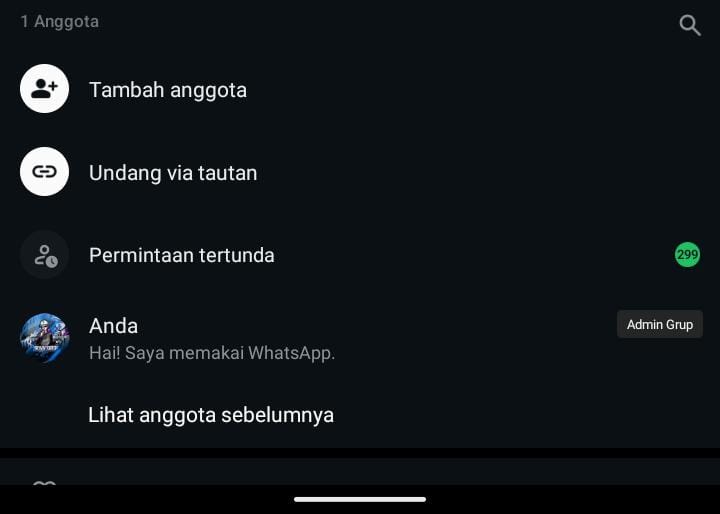 1 Anggota
Tambah anggota
Undang via tautan
Permintaan tertunda
299
Anda
Admin Grup
Hai! Saya memakai WhatsApp.
Lihat anggota sebelumnya